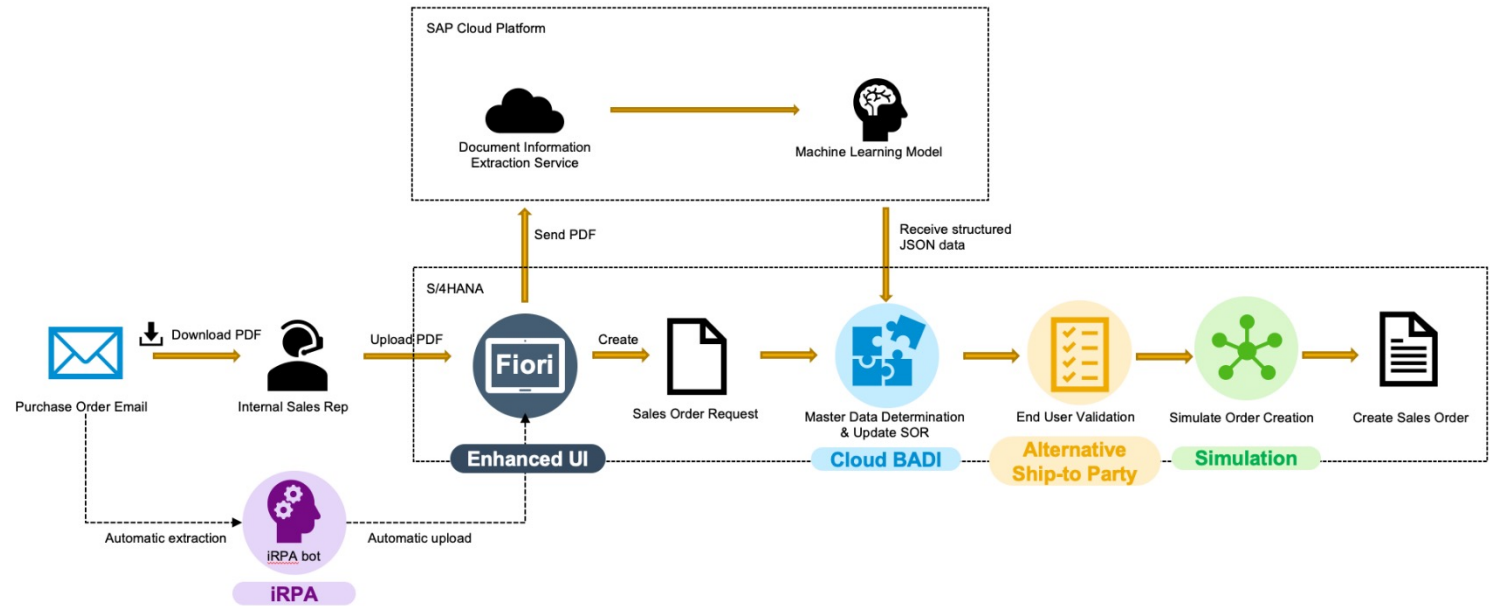 SAP Cloud Platform
Document Information
Extraction Service
Machine Learning Model
Send PDF
Receive structured
JSON data
S/4HANA
Download PDF
Upload PDF
Fiori
Create
Purchase Order Email
Internal Sales Rep
Sales Order Request
Master Data Determination
& Update SOR
End User Validation
Simulate Order Creation
Create Sales Order
Enhanced UI
Cloud BADI
Alternative
Ship-to Party
Simulation
Automatic extraction
iRPA bot
Automatic upload
iRPA